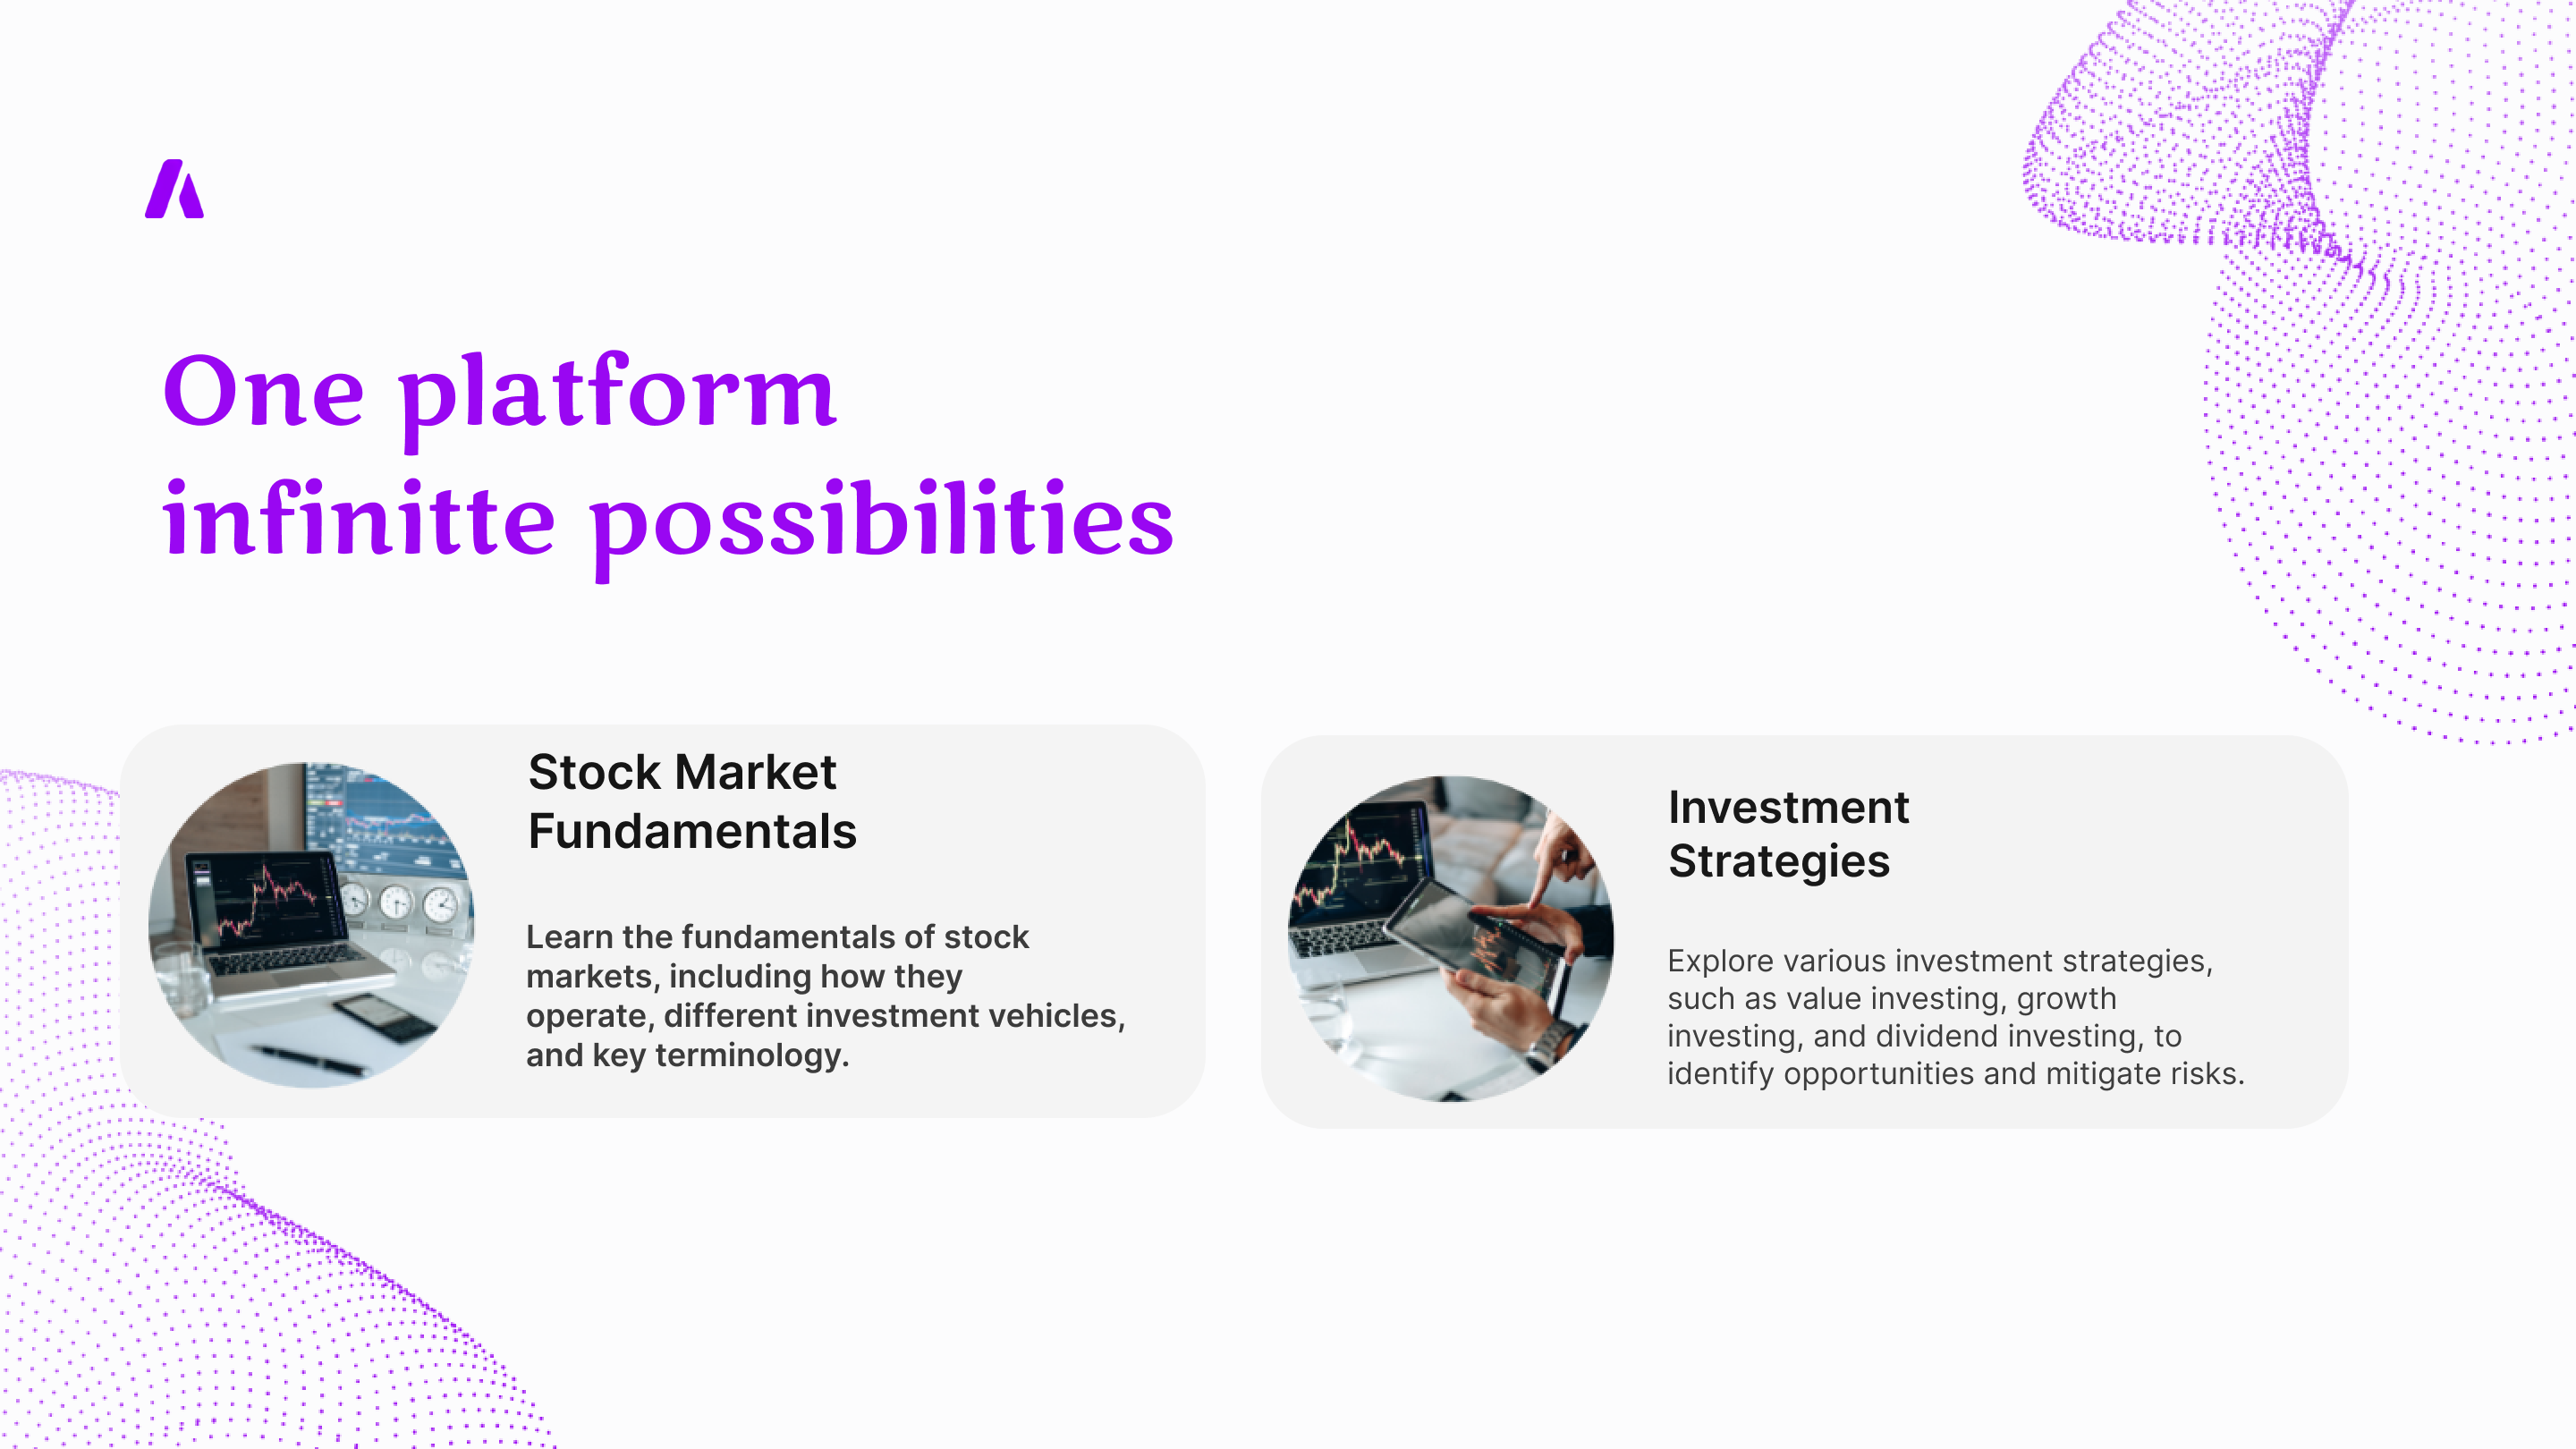 One platform
infinitte possibilities
Stock Market
Fundamentals
Learn the fundamentals of stock
markets, including how they
operate, different investment vehicles,
and key terminology.
Investment
Strategies
Explore various investment strategies,
such as value investing, growth
investing, and dividend investing, to
identify opportunities and mitigate risks.